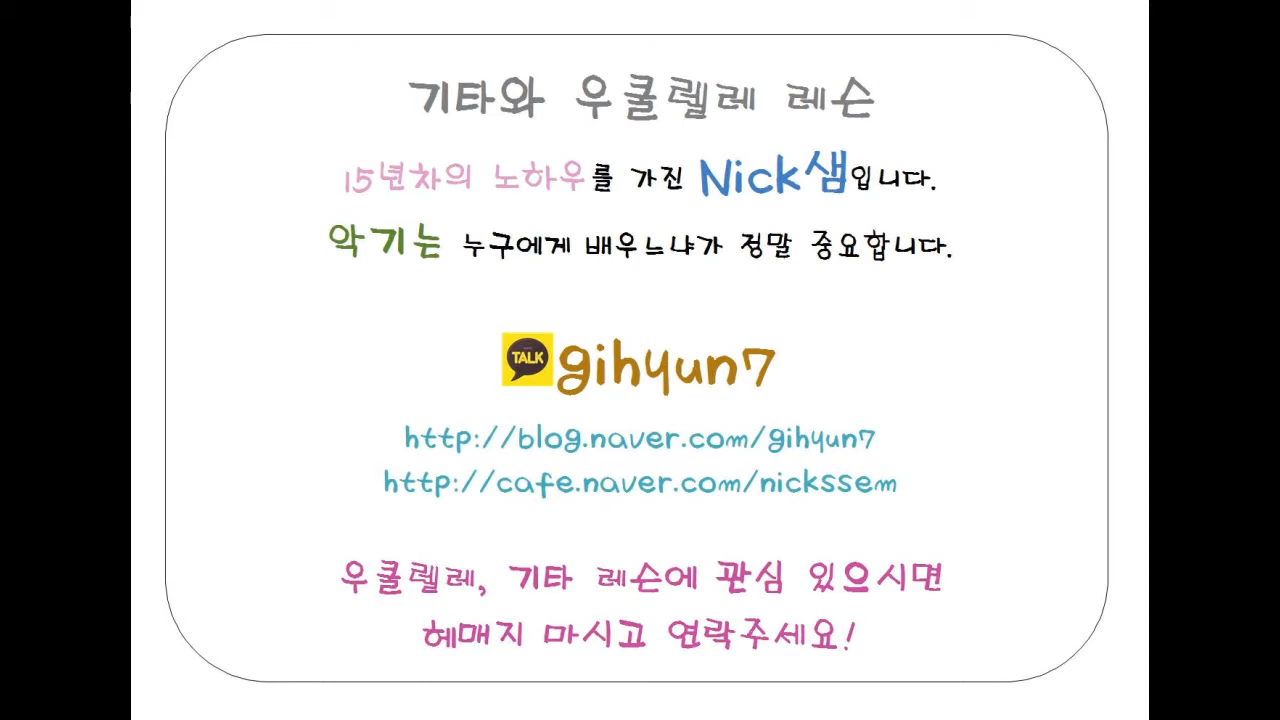 기타와 우쿨렐레 레슨
15년차의 노하우를 가진 Nick샘입니다.
악기는 누구에게 배우느냐가 정말 중요합니다.
TALK gihyun7
http://blog.naver.com/gihyun7
http://cafe.naver.com/nickssem
우쿨렐레, 기타 레슨에 관심 있으시면
헤매지 마시고 연락주세요!